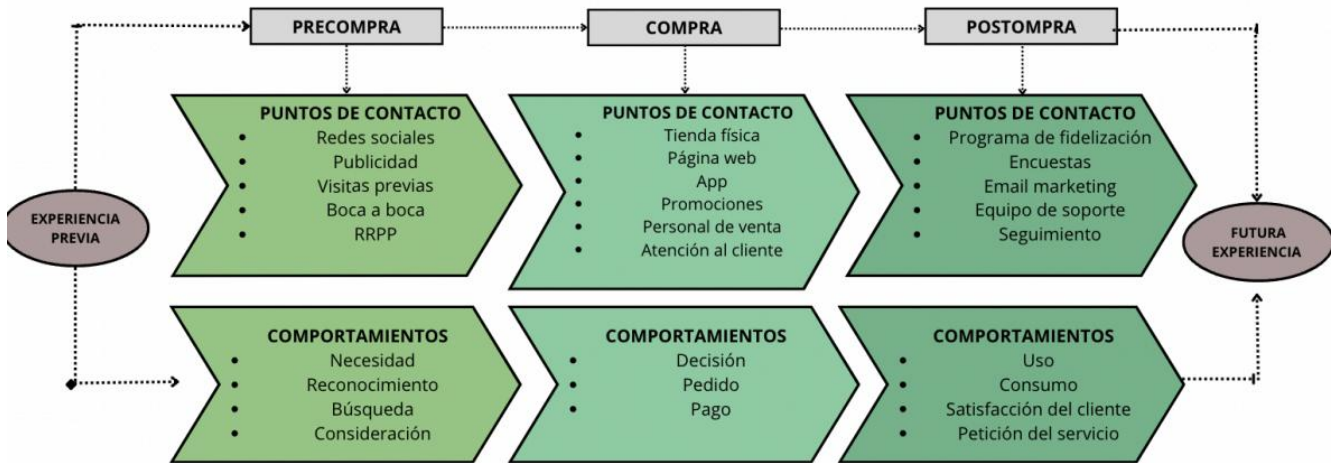 PRECOMPRA
COMPRA
POSTOMPRA
EXPERIENCIA
PREVIA
PUNTOS DE CONTACTO
Redes sociales
Publicidad
Visitas previas
Boca a boca
RRPP
PUNTOS DE CONTACTO
Tienda física
Página web
App
Promociones
Personal de venta
Atención al cliente
PUNTOS DE CONTACTO
Programa de fidelización
Encuestas
Email marketing
Equipo de soporte
Seguimiento
FUTURA
EXPERIENCIA
COMPORTAMIENTOS
Necesidad
Reconocimiento
Búsqueda
Consideración
COMPORTAMIENTOS
Decisión
Pedido
Pago
COMPORTAMIENTOS
Uso
Consumo
Satisfacción del cliente
Petición del servicio